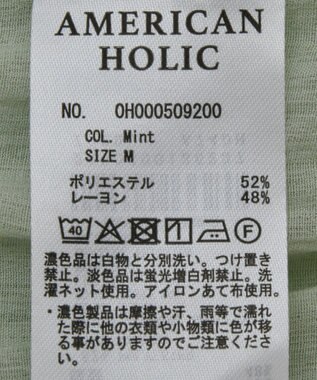 AMERICAN
HOLIC
NO. OH000509200
COL. Mint
SIZE M
ポリエステル 52%
レーヨン 48%
40 F
濃色品は白物と分別洗い。つけ置き
禁止。淡色品は蛍光増白剤禁止。洗
濯ネット使用。アイロンあて布使用。
・濃色製品は摩擦や汗、雨等で濡れ
た際に他の衣類や小物類に色が移
る事がありますのでご注意くださ
い。